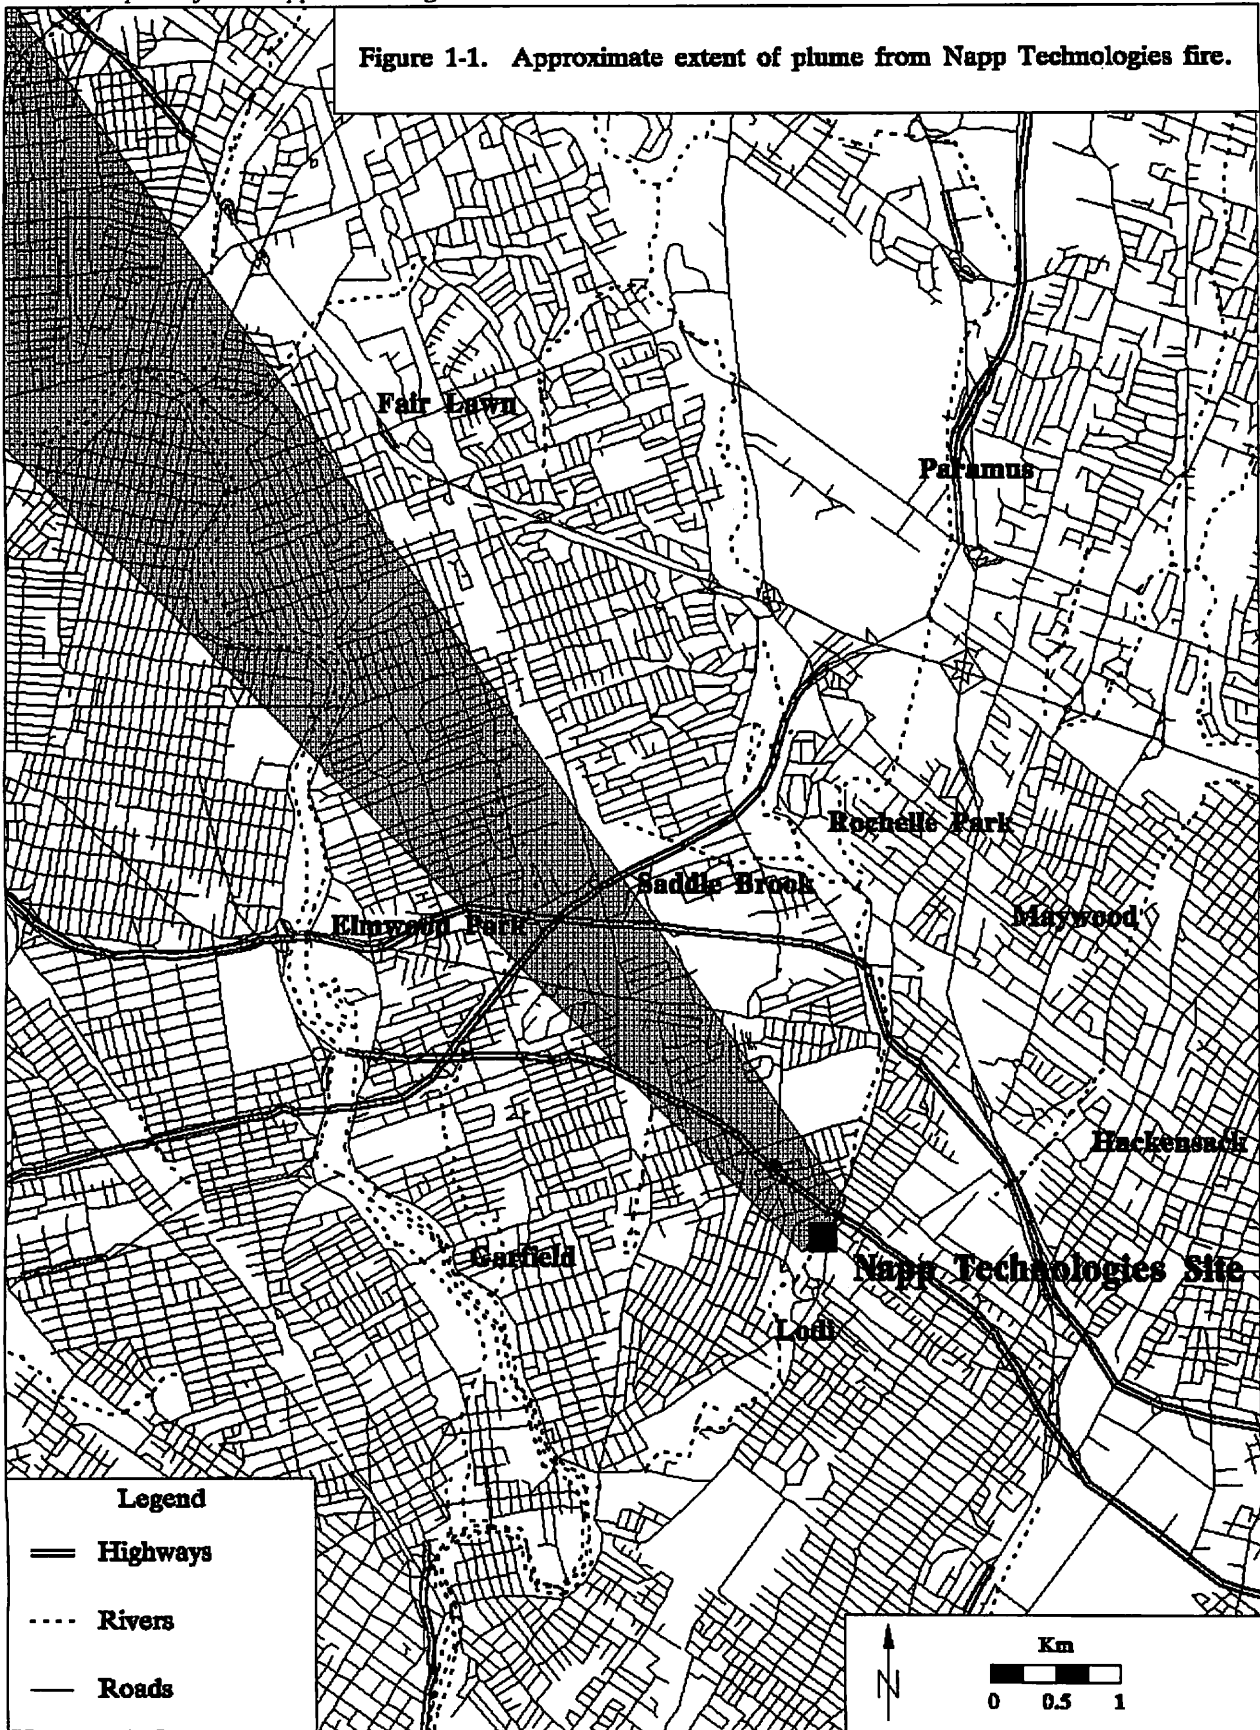 Figure 1-1. Approximate extent of plume from Napp Technologies fire.
Fair Lawn
Paramus
Rochelle Park
Saddle Brook
Maywood
Elmwood Park
Hackensack
Garfield
Napp Technologies Site
Lodi
Legend
Highways
Rivers
Roads
N
Km
0 0.5 1